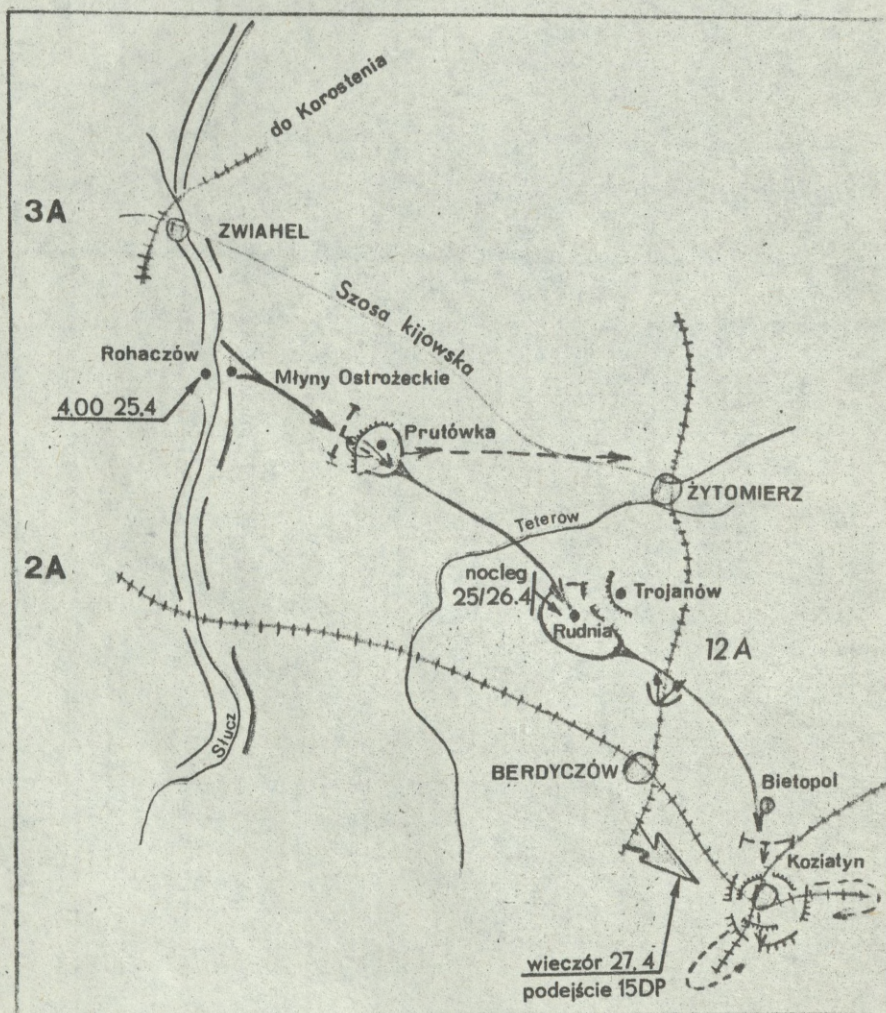 do Korostenia
3A
ZWIAHEL
Szosa kijowska
Rohaczów
Młyny Ostrożeckie
4.00 25.4
Prutówka
ŻYTOMIERZ
Teterów
2A
nocleg
25/26.4
Trojanów
Rudnia
12A
Słucz
BERDYCZÓW
Bietopol
Koziatyn
wieczór 27.4
podejście 15DP